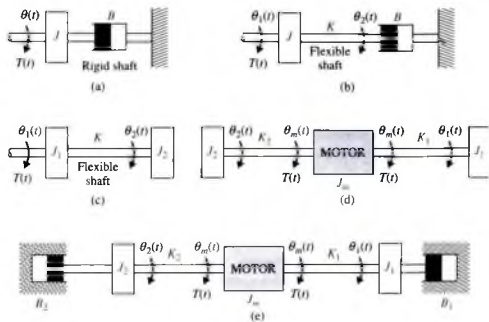 θ(t)
J
B
T(t)
Rigid shaft
(a)
θ₁(t)
J
K
θ₂(t)
B
T(t)
Flexible
shaft
(b)
θ₁(t)
K
θ₂(t)
J₁
J₂
T(t)
Flexible
shaft
(c)
θ₂(t)
K₂
θₘ(t)
MOTOR
θₘ(t)
K₁
θ₁(t)
J₂
T(t)
Jₘ
T(t)
J₁
(d)
θ₂(t)
K₂
θₘ(t)
MOTOR
θₘ(t)
K₁
θ₁(t)
J₂
J₁
B₂
T(t)
Jₘ
T(t)
B₁
(e)